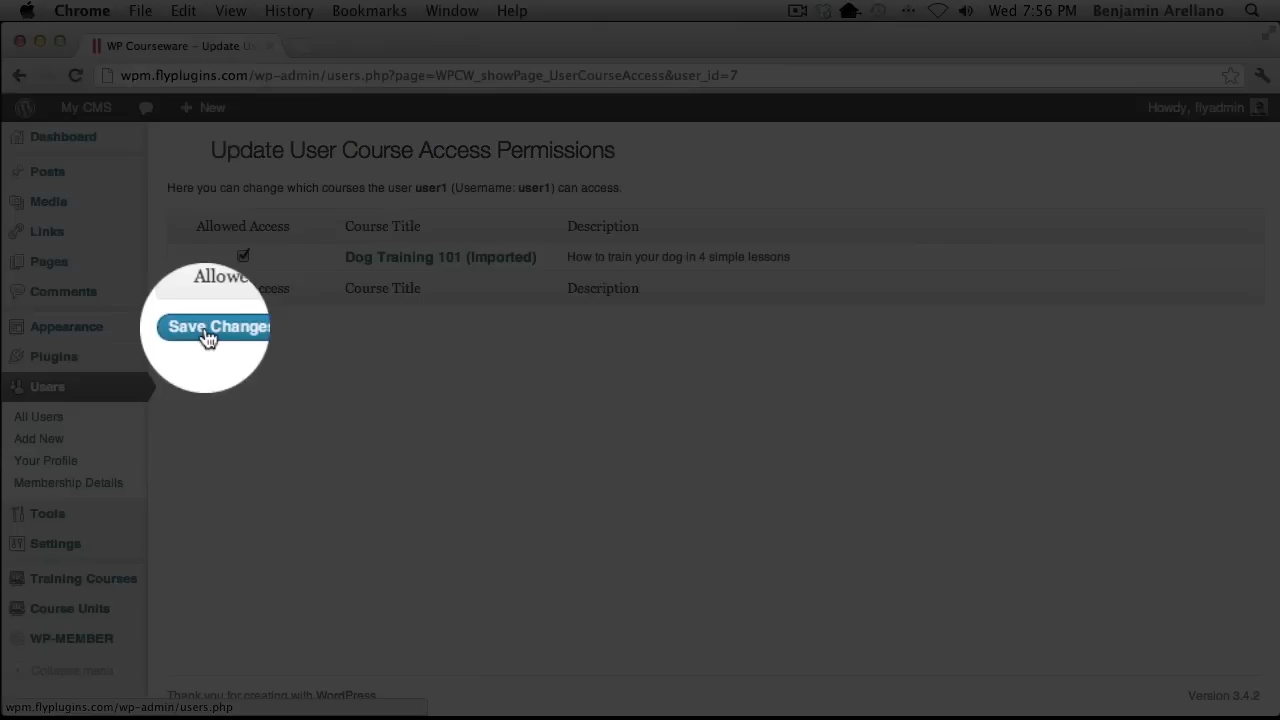 Chrome File Edit View History Bookmarks Window Help Wed 7:56 PM Benjamin Arellano
WP Courseware – Update U
wpm.flyplugins.com/wp-admin/users.php?page=WPCW_showPage_UserCourseAccess&user_id=7
My CMS + New Howdy, flyadmin
Dashboard
Posts
Media
Links
Pages
Comments
Appearance
Plugins
Users
All Users
Add New
Your Profile
Membership Details
Tools
Settings
Training Courses
Course Units
WP-MEMBER
Collapse menu
Update User Course Access Permissions
Here you can change which courses the user user1 (Username: user1) can access.
Allowed Access Course Title Description
Dog Training 101 (Imported) How to train your dog in 4 simple lessons
Allowe ccess Course Title Description
Save Changes
Thank you for creating with WordPress Version 3.4.2
wpm.flyplugins.com/wp-admin/users.php